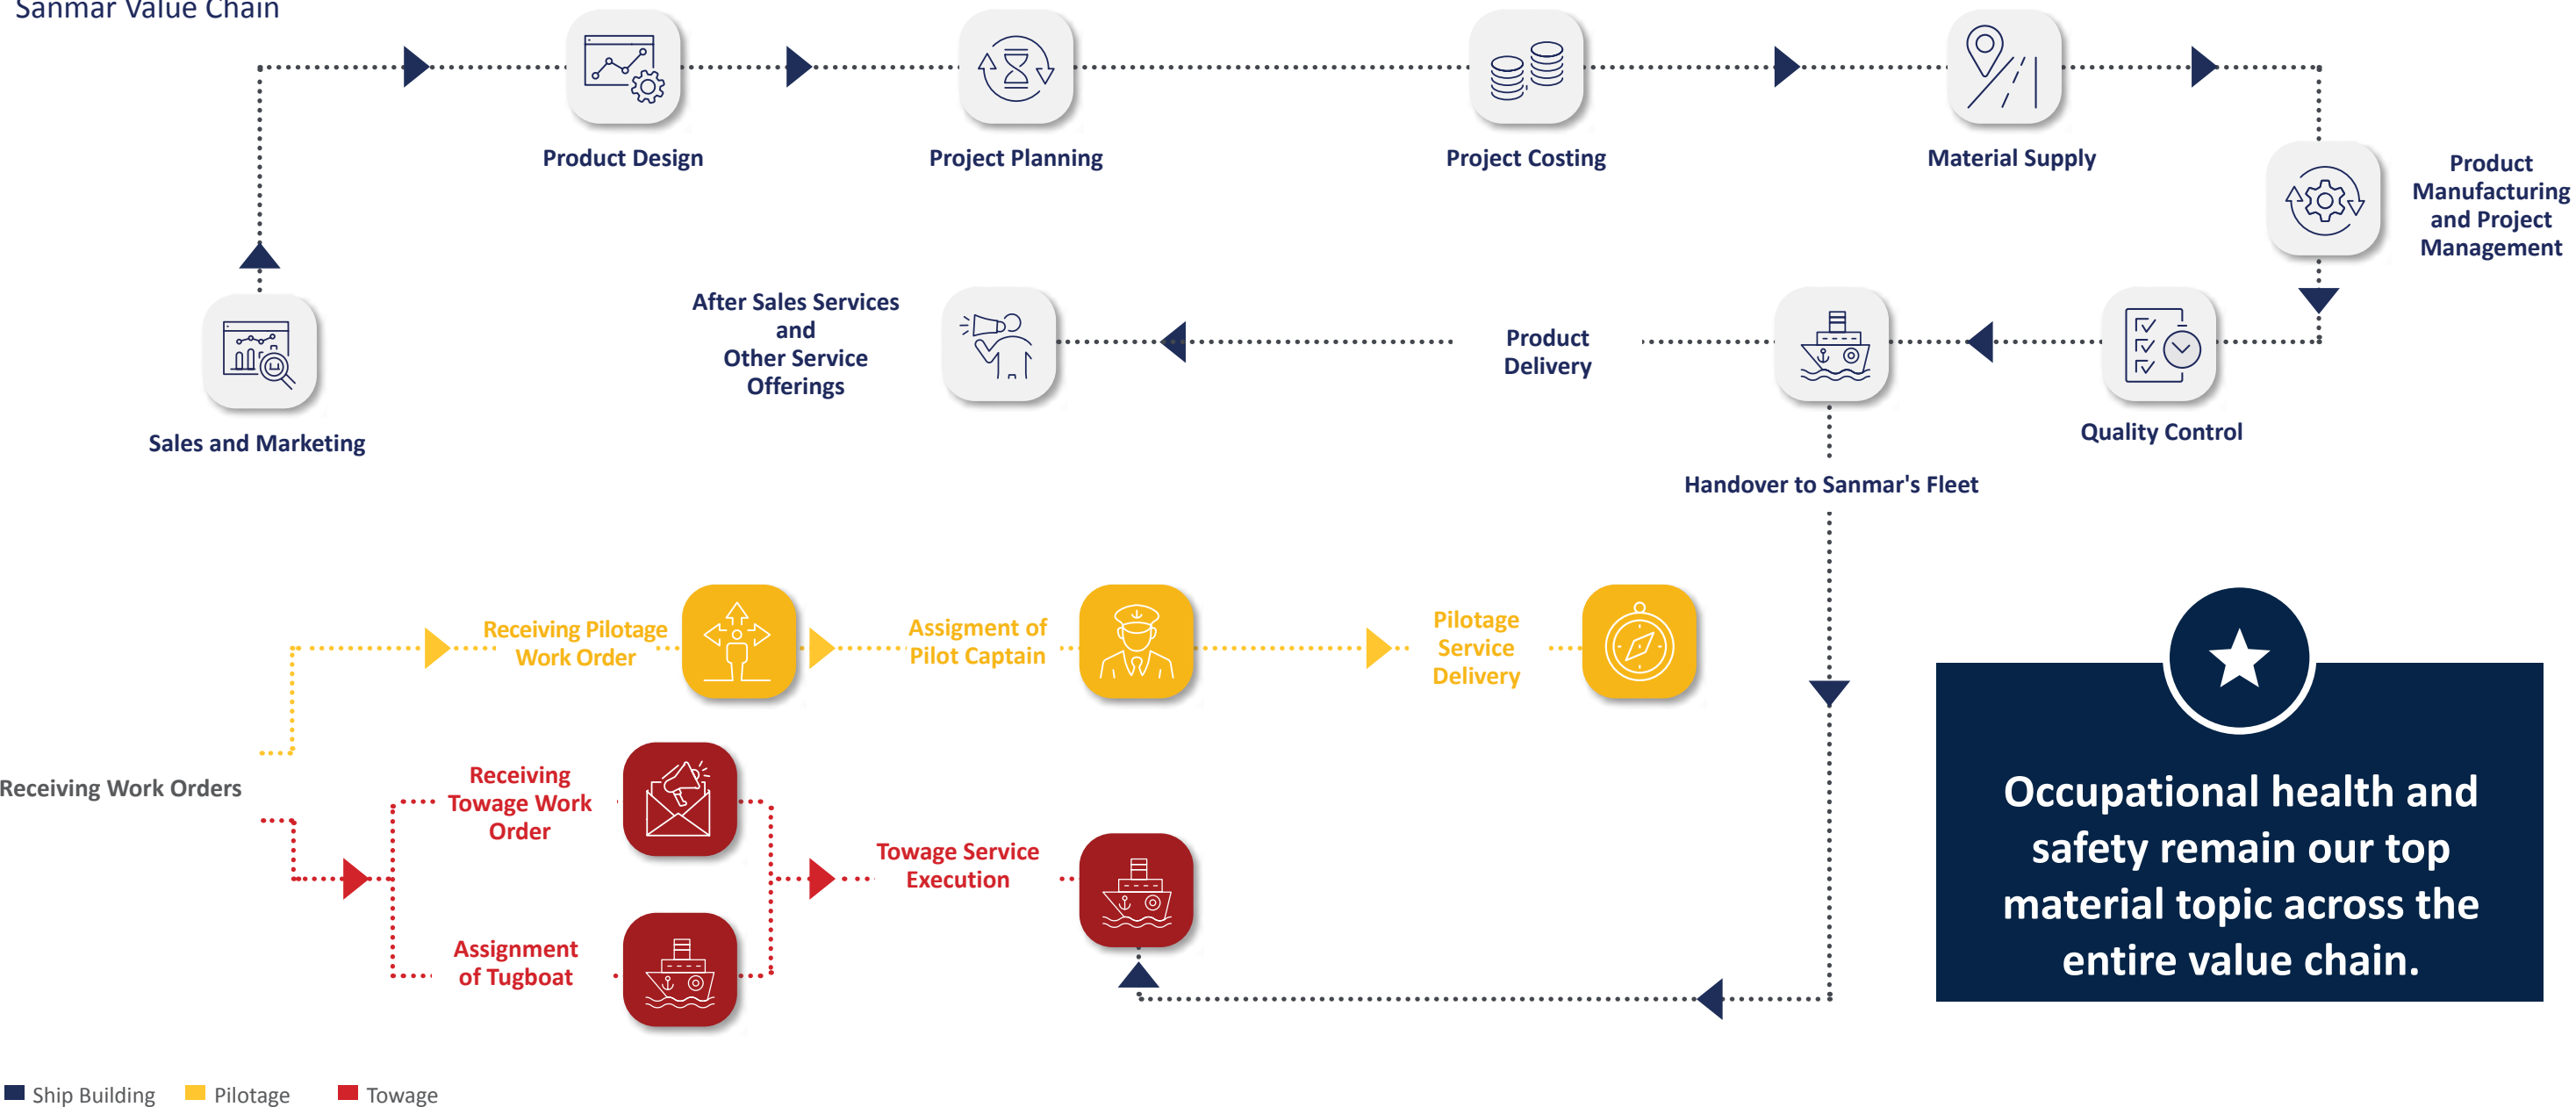 Sanmar Value Chain
Product Design
Project Planning
Project Costing
Material Supply
Product
Manufacturing
and Project
Management
After Sales Services
and
Other Service
Offerings
Product
Delivery
Sales and Marketing
Quality Control
Handover to Sanmar's Fleet
Receiving Pilotage
Work Order
Assigment of
Pilot Captain
Pilotage
Service
Delivery
Receiving Work Orders
Receiving
Towage Work
Order
Towage Service
Execution
Assignment
of Tugboat
Occupational health and
safety remain our top
material topic across the
entire value chain.
Ship Building
Pilotage
Towage